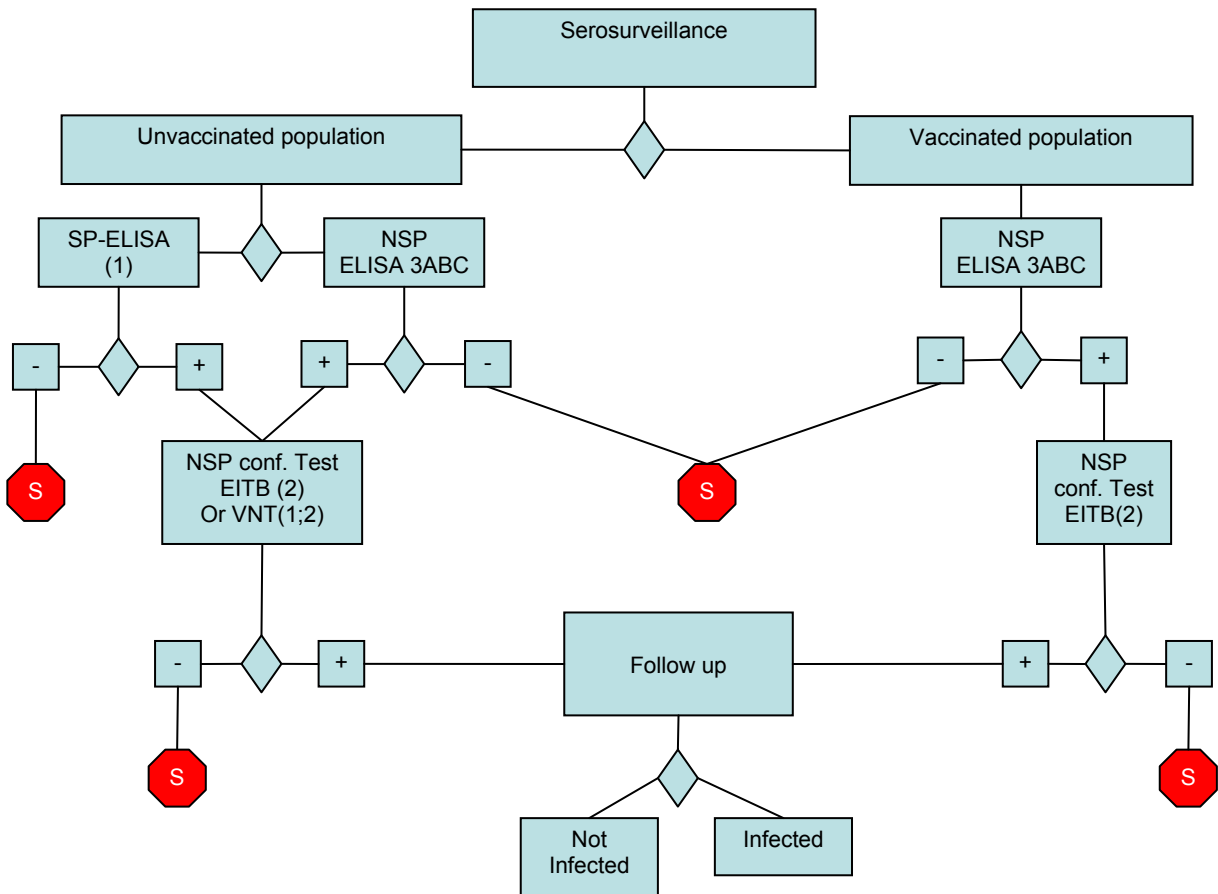 Serosurveillance
Unvaccinated population
Vaccinated population
SP-ELISA
(1)
NSP
ELISA 3ABC
NSP
ELISA 3ABC
-
+
+
-
-
+
S
NSP conf. Test
EITB (2)
Or VNT(1;2)
S
NSP
conf. Test
EITB(2)
-
+
Follow up
+
-
S
S
Not
Infected
Infected